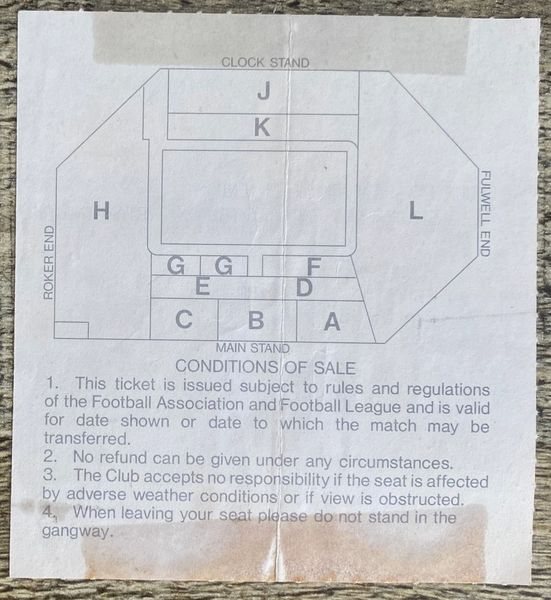 CLOCK STAND
J
K
H
L
ROKER END
FULWELL END
G G F
E D
C B A
MAIN STAND
CONDITIONS OF SALE
1. This ticket is issued subject to rules and regulations
of the Football Association and Football League and is valid
for date shown or date to which the match may be
transferred.
2. No refund can be given under any circumstances.
3. The Club accepts no responsibility if the seat is affected
by adverse weather conditions or if view is obstructed.
4. When leaving your seat please do not stand in the
gangway.